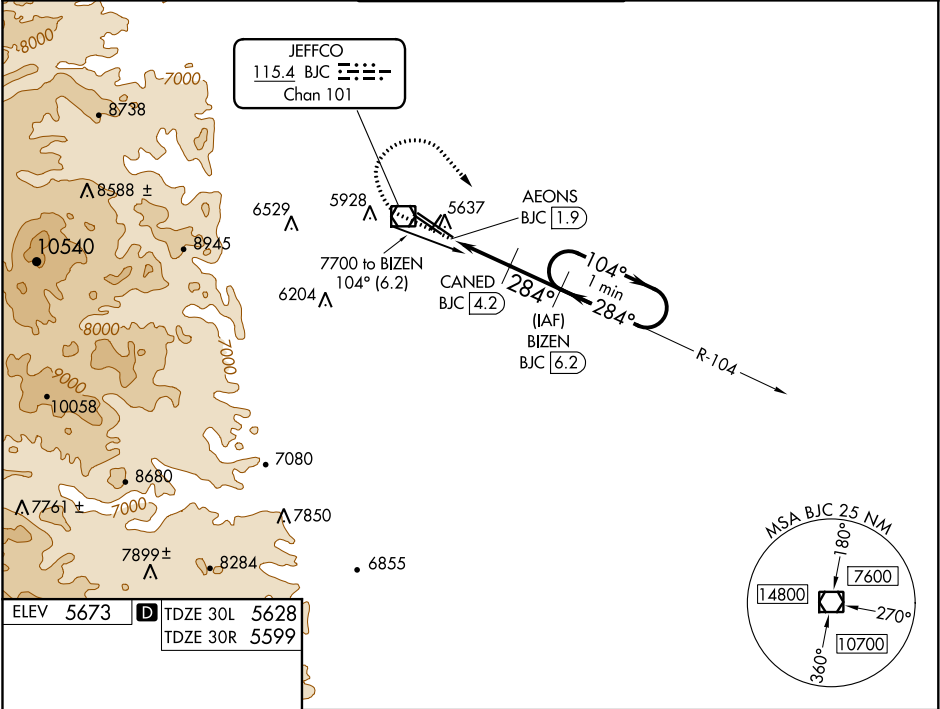 8000
7000
8738
8588 ±
10540
8945
8000
7000
9000
10058
8680
7000
7761 ±
7899 ±
8284
7080
7850
6855
JEFFCO
115.4 BJC
Chan 101
6529
5928
5637
6204
7700 to BIZEN
104° (6.2)
AEONS
BJC 1.9
CANED
BJC 4.2
284°
(IAF)
BIZEN
BJC 6.2
104°
1 min
284°
R-104
MSA BJC 25 NM
180°
7600
14800
270°
10700
360°
ELEV 5673
D
TDZE 30L 5628
TDZE 30R 5599